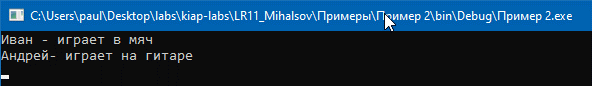 C:\Users\paul\Desktop\labs\kiap-labs\LR11_Mihalsov\Примеры\Пример 2\bin\Debug\Пример 2.exe
Иван - играет в мяч
Андрей- играет на гитаре